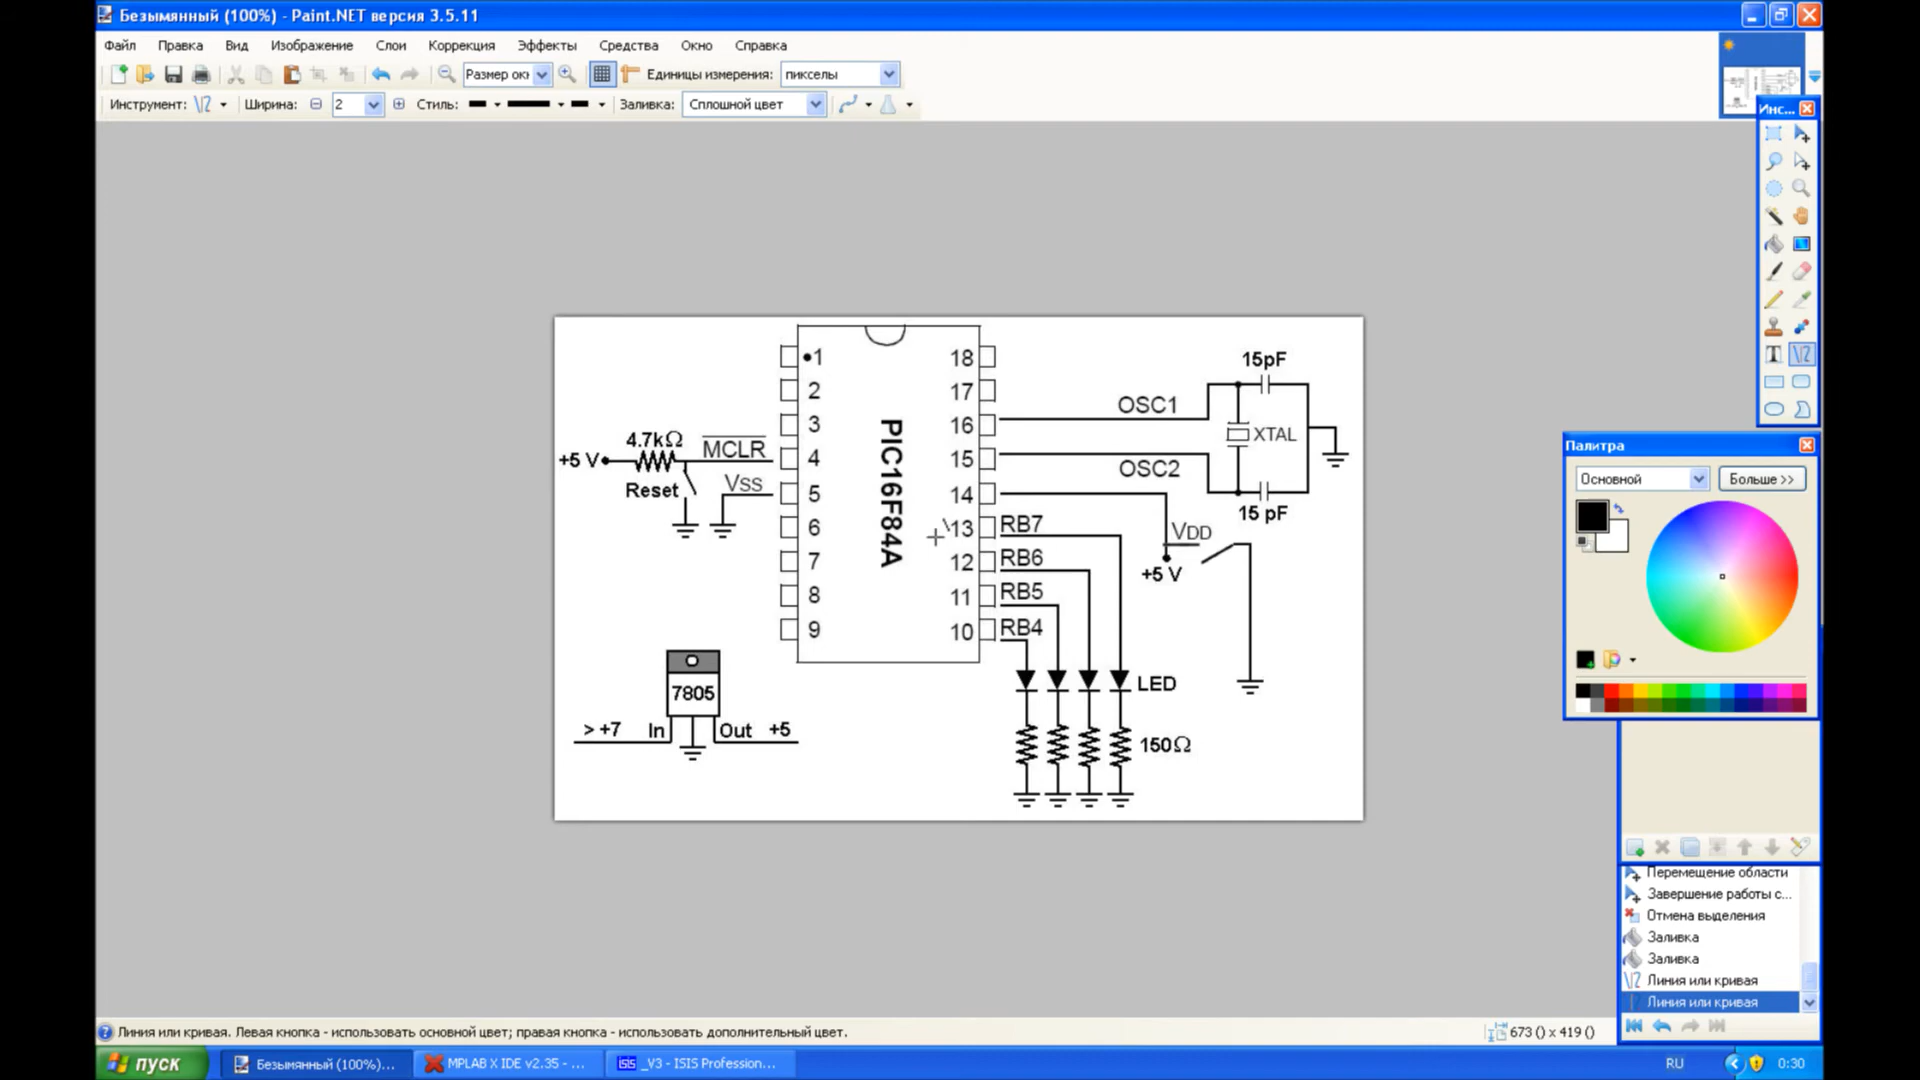 Безымянный (100%) - Paint.NET версия 3.5.11
Файл Правка Вид Изображение Слои Коррекция Эффекты Средства Окно Справка
Размер окн Единицы измерения: пикселы
Инструмент: Ширина: 2 Стиль: Заливка: Сплошной цвет
Инс...
•1 18
2 17
3 16
4 15
5 14
6 13
7 12
8 11
9 10
PIC16F84A
4.7kΩ
+5 V
MCLR
Reset
VSS
OSC1
OSC2
15pF
XTAL
15 pF
VDD
+5 V
RB7
RB6
RB5
RB4
LED
150Ω
7805
> +7 In Out +5
Палитра
Основной Больше >>
Перемещение области
Завершение работы с...
Отмена выделения
Заливка
Заливка
Линия или кривая
Линия или кривая
Линия или кривая. Левая кнопка - использовать основной цвет; правая кнопка - использовать дополнительный цвет.
673 () x 419 ()
пуск Безымянный (100%)... MPLAB X IDE v2.35 - ... ISIS _V3 - ISIS Profession... RU 0:30